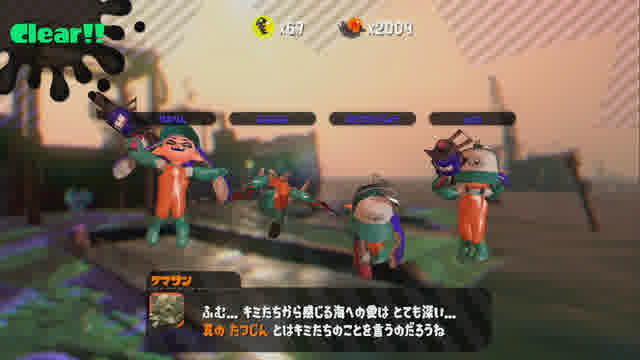 Clear!!
x67
x2009
クマサン
ふむ... キミたちから感じる海への愛は とても深い...
真の たつじん とはキミたちのことを言うのだろうね